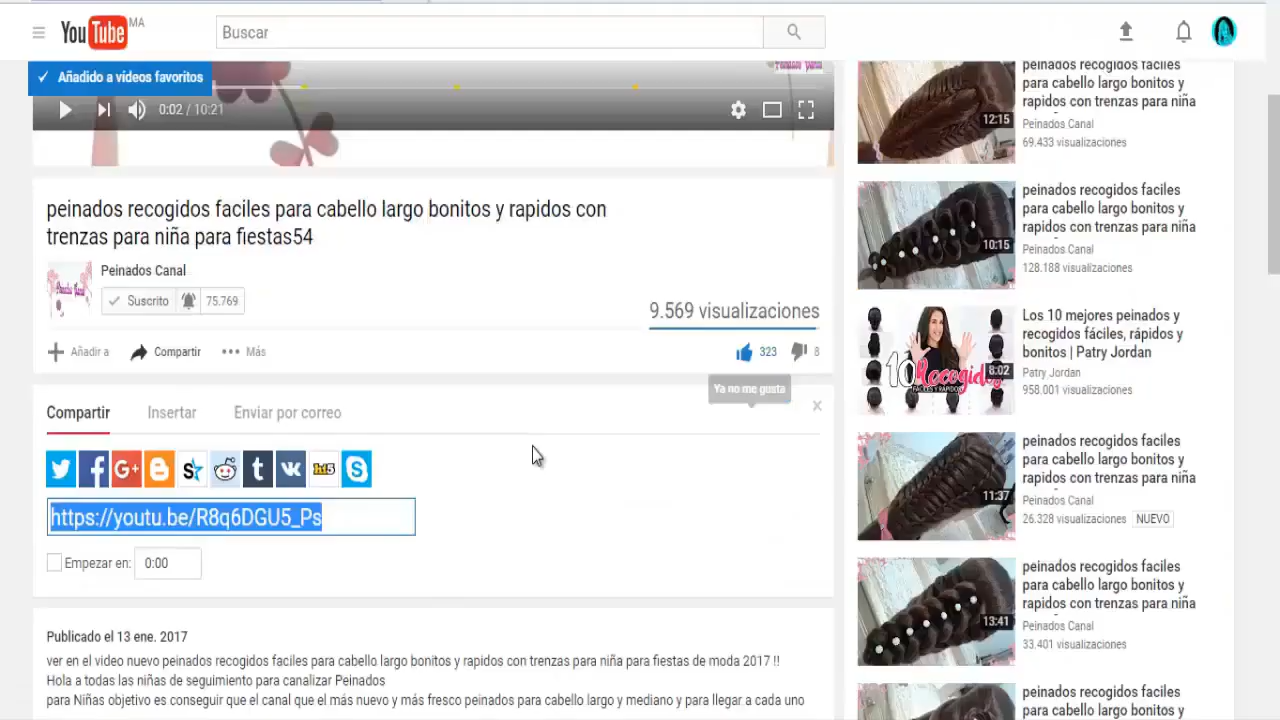 YouTube MA
Buscar
Añadido a vídeos favoritos
0:02 / 10:21
peinados recogidos faciles para cabello largo bonitos y rapidos con
trenzas para niña para fiestas54
Peinados Canal
Suscrito 75.769
9.569 visualizaciones
Añadir a Compartir Más
323 8
Ya no me gusta
Compartir Insertar Enviar por correo
h15
https://youtu.be/R8q6DGU5_Ps
Empezar en: 0:00
Publicado el 13 ene. 2017
ver en el video nuevo peinados recogidos faciles para cabello largo bonitos y rapidos con trenzas para niña para fiestas de moda 2017 !!
Hola a todas las niñas de seguimiento para canalizar Peinados
para Niñas objetivo es conseguir que el canal que el más nuevo y más fresco peinados para cabello largo y mediano y para llegar a cada uno
peinados recogidos faciles
para cabello largo bonitos y
rapidos con trenzas para niña
Peinados Canal
69.433 visualizaciones
12:15
peinados recogidos faciles
para cabello largo bonitos y
rapidos con trenzas para niña
Peinados Canal
128.188 visualizaciones
10:15
Los 10 mejores peinados y
recogidos fáciles, rápidos y
bonitos | Patry Jordan
Patry Jordan
958.001 visualizaciones
10 Recogidos
FÁCILES Y RÁPIDOS
8:02
peinados recogidos faciles
para cabello largo bonitos y
rapidos con trenzas para niña
Peinados Canal
26.328 visualizaciones NUEVO
11:37
peinados recogidos faciles
para cabello largo bonitos y
rapidos con trenzas para niña
Peinados Canal
33.401 visualizaciones
13:41
peinados recogidos faciles
para cabello largo bonitos y